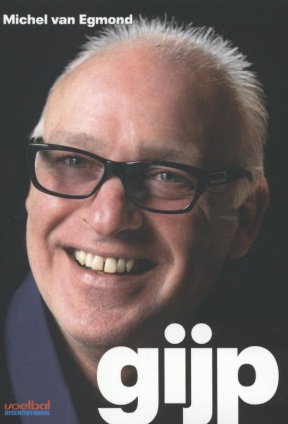 Michel van Egmond
gijp
voetbal
INTERNATIONAL